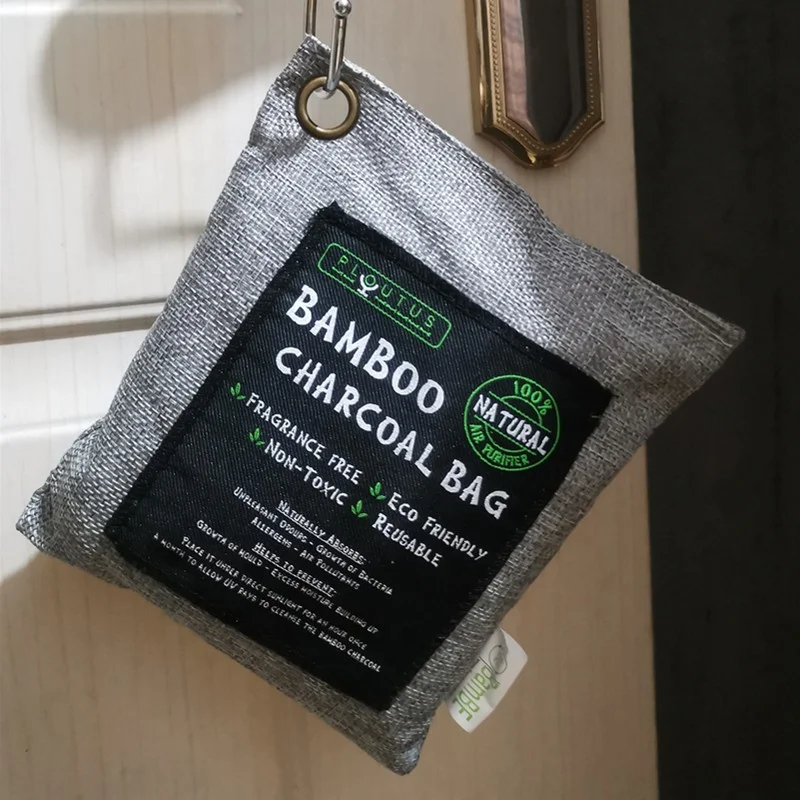 PLOUTUS
BAMBOO
CHARCOAL BAG
100%
NATURAL
AIR PURIFIER
FRAGRANCE FREE
ECO FRIENDLY
NON-TOXIC
REUSABLE
NATURALLY ABSORBS:
UNPLEASANT ODOURS - GROWTH OF BACTERIA
ALLERGENS - AIR POLLUTANTS
HELPS TO PREVENT:
GROWTH OF MOULD - EXCESS MOISTURE BUILDING UP
PLACE IT UNDER DIRECT SUNLIGHT FOR AN HOUR ONCE
A MONTH TO ALLOW UV RAYS TO CLEANSE THE BAMBOO CHARCOAL